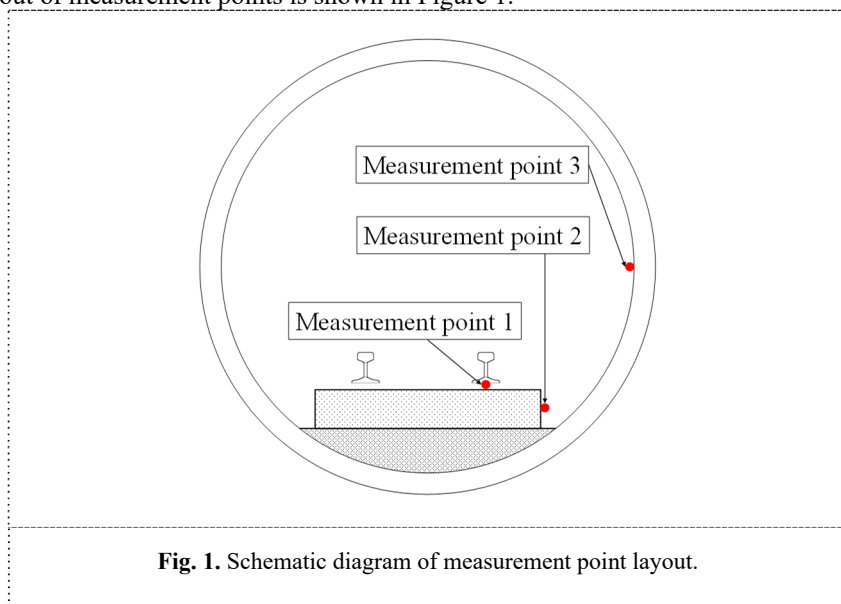 out of measurement points is shown in Figure 1.
Measurement point 3
Measurement point 2
Measurement point 1
Fig. 1. Schematic diagram of measurement point layout.